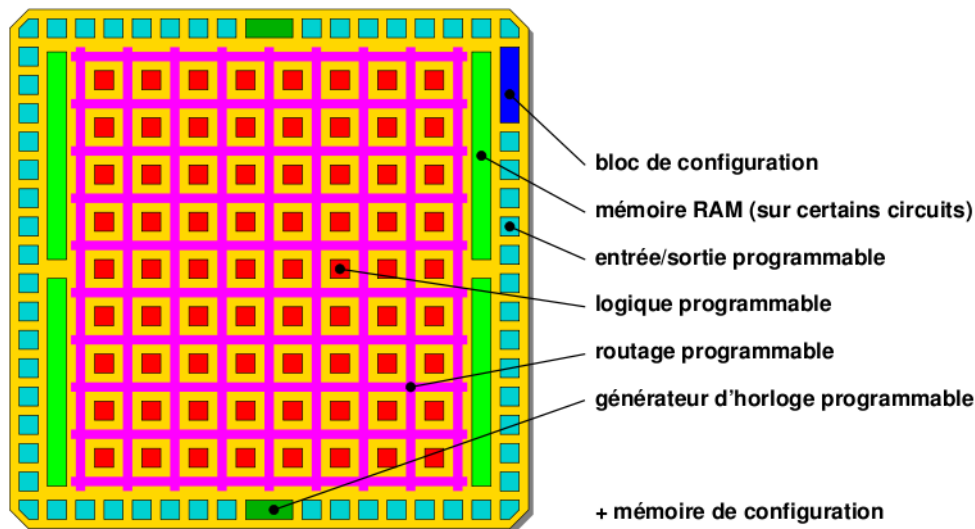 bloc de configuration
mémoire RAM (sur certains circuits)
entrée/sortie programmable
logique programmable
routage programmable
générateur d’horloge programmable
+ mémoire de configuration